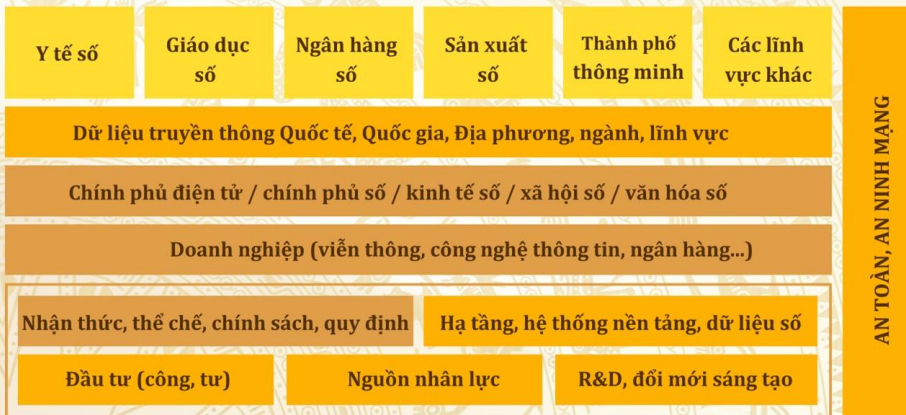 Y tế số
Giáo dục
số
Ngân hàng
số
Sản xuất
số
Thành phố
thông minh
Các lĩnh
vực khác
Dữ liệu truyền thông Quốc tế, Quốc gia, Địa phương, ngành, lĩnh vực
Chính phủ điện tử / chính phủ số / kinh tế số / xã hội số / văn hóa số
Doanh nghiệp (viễn thông, công nghệ thông tin, ngân hàng...)
Nhận thức, thể chế, chính sách, quy định
Hạ tầng, hệ thống nền tảng, dữ liệu số
Đầu tư (công, tư)
Nguồn nhân lực
R&D, đổi mới sáng tạo
AN TOÀN, AN NINH MẠNG